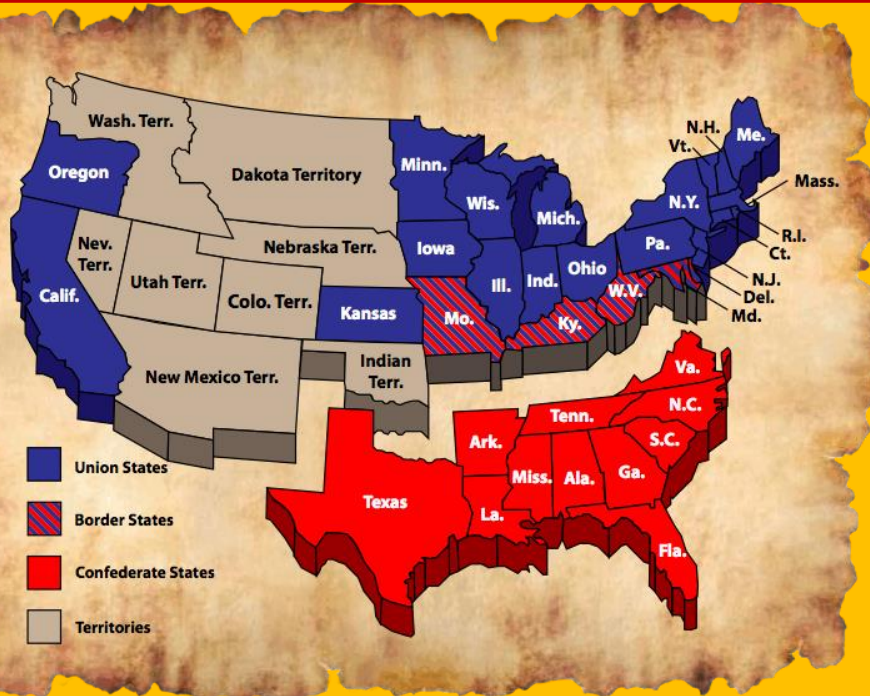 Wash. Terr.
Oregon
Dakota Territory
Minn.
Wis.
Mich.
N.H.
Vt.
Me.
Mass.
N.Y.
R.I.
Ct.
Pa.
N.J.
Del.
Md.
Nev.
Terr.
Utah Terr.
Nebraska Terr.
Iowa
Ill.
Ind.
Ohio
W.V.
Calif.
Colo. Terr.
Kansas
Mo.
Ky.
New Mexico Terr.
Indian
Terr.
Va.
Tenn.
N.C.
Ark.
S.C.
Miss.
Ala.
Ga.
Texas
La.
Fla.
Union States
Border States
Confederate States
Territories